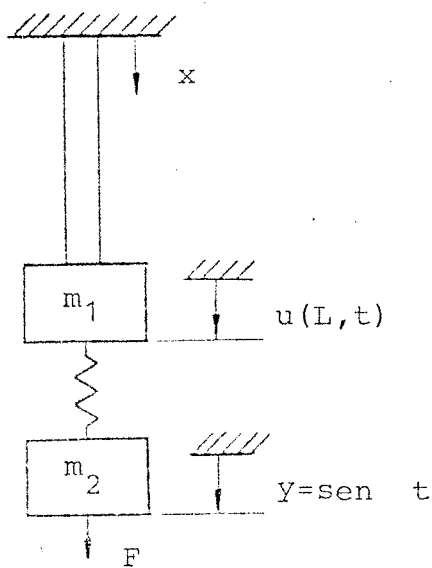 x
m₁
u(L,t)
m₂
y=sen t
F